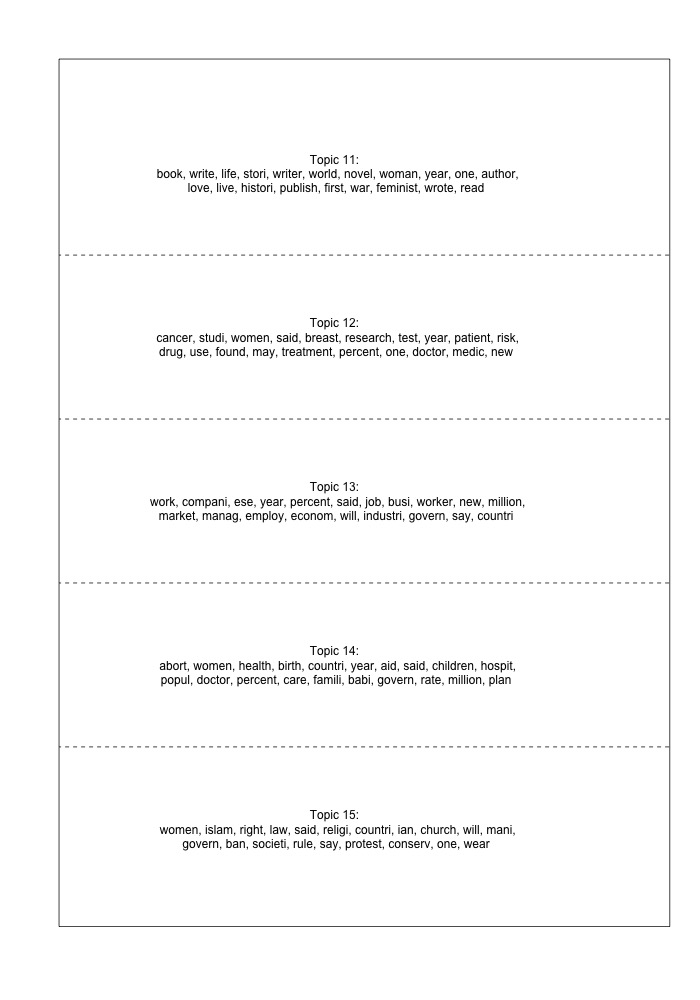 Topic 11:
book, write, life, stori, writer, world, novel, woman, year, one, author,
love, live, histori, publish, first, war, feminist, wrote, read
Topic 12:
cancer, studi, women, said, breast, research, test, year, patient, risk,
drug, use, found, may, treatment, percent, one, doctor, medic, new
Topic 13:
work, compani, ese, year, percent, said, job, busi, worker, new, million,
market, manag, employ, econom, will, industri, govern, say, countri
Topic 14:
abort, women, health, birth, countri, year, aid, said, children, hospit,
popul, doctor, percent, care, famili, babi, govern, rate, million, plan
Topic 15:
women, islam, right, law, said, religi, countri, ian, church, will, mani,
govern, ban, societi, rule, say, protest, conserv, one, wear